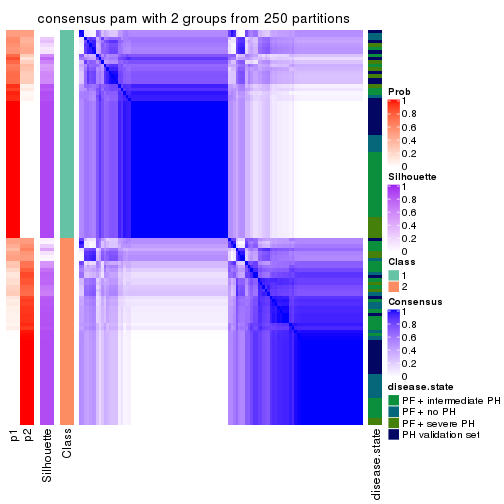 consensus pam with 2 groups from 250 partitions
Prob
1
0.8
0.6
0.4
0.2
0
Silhouette
1
0.8
0.6
0.4
0.2
0
Class
1
2
Consensus
1
0.8
0.6
0.4
0.2
0
disease.state
PF + intermediate PH
PF + no PH
PF + severe PH
PH validation set
p1
p2
Silhouette
Class
disease.state